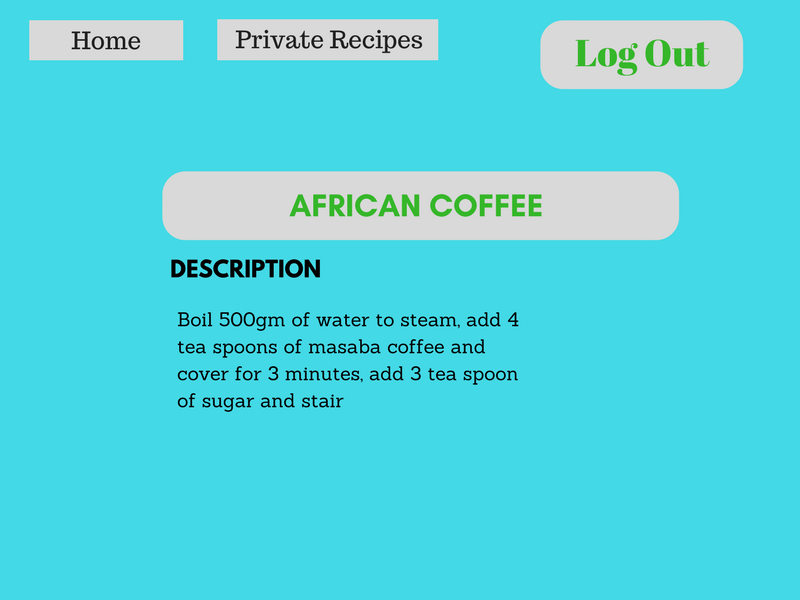 Home
Private Recipes
Log Out
AFRICAN COFFEE
DESCRIPTION
Boil 500gm of water to steam, add 4
tea spoons of masaba coffee and
cover for 3 minutes, add 3 tea spoon
of sugar and stair